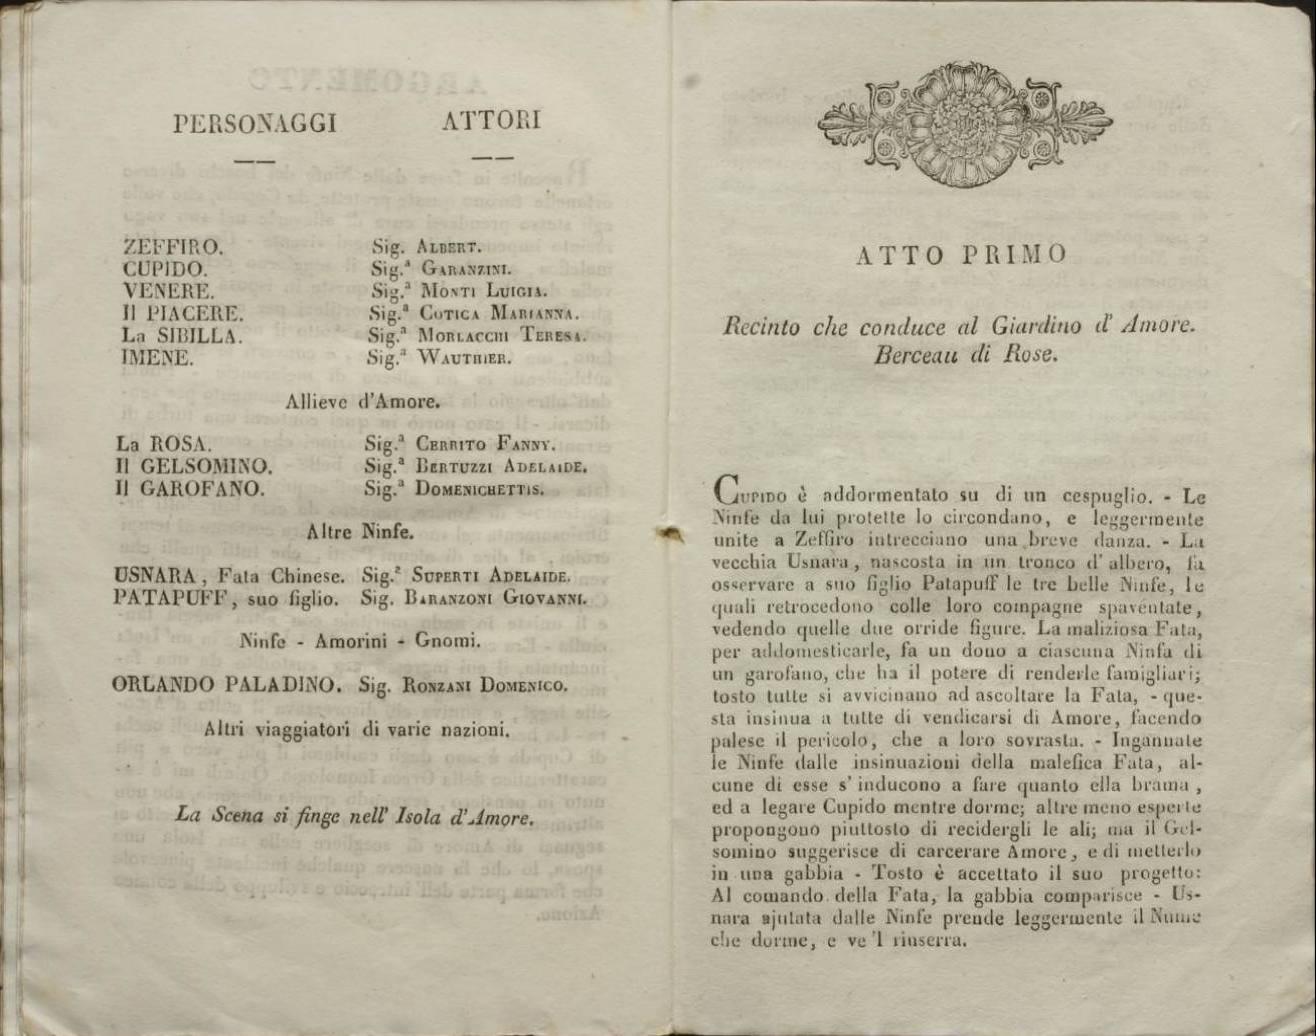 PERSONAGGI ATTORI
ZEFFIRO. Sig. Albert.
CUPIDO. Sig.ª Garanzini.
VENERE. Sig.ª Monti Luigia.
Il PIACERE. Sig.ª Cotica Marianna.
La SIBILLA. Sig.ª Morlacchi Teresa.
IMENE. Sig.ª Wauthier.
Allieve d'Amore.
La ROSA. Sig.ª Cerrito Fanny.
Il GELSOMINO. Sig.ª Bertuzzi Adelaide.
Il GAROFANO. Sig.ª Domenichettis.
Altre Ninfe.
USNARA, Fata Chinese. Sig.ª Superti Adelaide.
PATAPUFF, suo figlio. Sig. Baranzoni Giovanni.
Ninfe - Amorini - Gnomi.
ORLANDO PALADINO. Sig. Ronzani Domenico.
Altri viaggiatori di varie nazioni.
La Scena si finge nell' Isola d'Amore.
ATTO PRIMO
Recinto che conduce al Giardino d' Amore.
Berceau di Rose.
Cupido è addormentato su di un cespuglio. - Le
Ninfe da lui protette lo circondano, e leggermente
unite a Zeffiro intrecciano una breve danza. - La
vecchia Usnara, nascosta in un tronco d' albero, fa
osservare a suo figlio Patapuff le tre belle Ninfe, le
quali retrocedono colle loro compagne spaventate,
vedendo quelle due orride figure. La maliziosa Fata,
per addomesticarle, fa un dono a ciascuna Ninfa di
un garofano, che ha il potere di renderle famigliari;
tosto tutte si avvicinano ad ascoltare la Fata, - que-
sta insinua a tutte di vendicarsi di Amore, facendo
palese il pericolo, che a loro sovrasta. - Ingannate
le Ninfe dalle insinuazioni della malefica Fata, al-
cune di esse s' inducono a fare quanto ella brama,
ed a legare Cupido mentre dorme; altre meno esperte
propongono piuttosto di recidergli le ali; ma il Gel-
somino suggerisce di carcerare Amore, e di metterlo
in una gabbia - Tosto è accettato il suo progetto:
Al comando della Fata, la gabbia comparisce - Us-
nara ajutata dalle Ninfe prende leggermente il Nume
che dorme, e ve 'l rinserra.